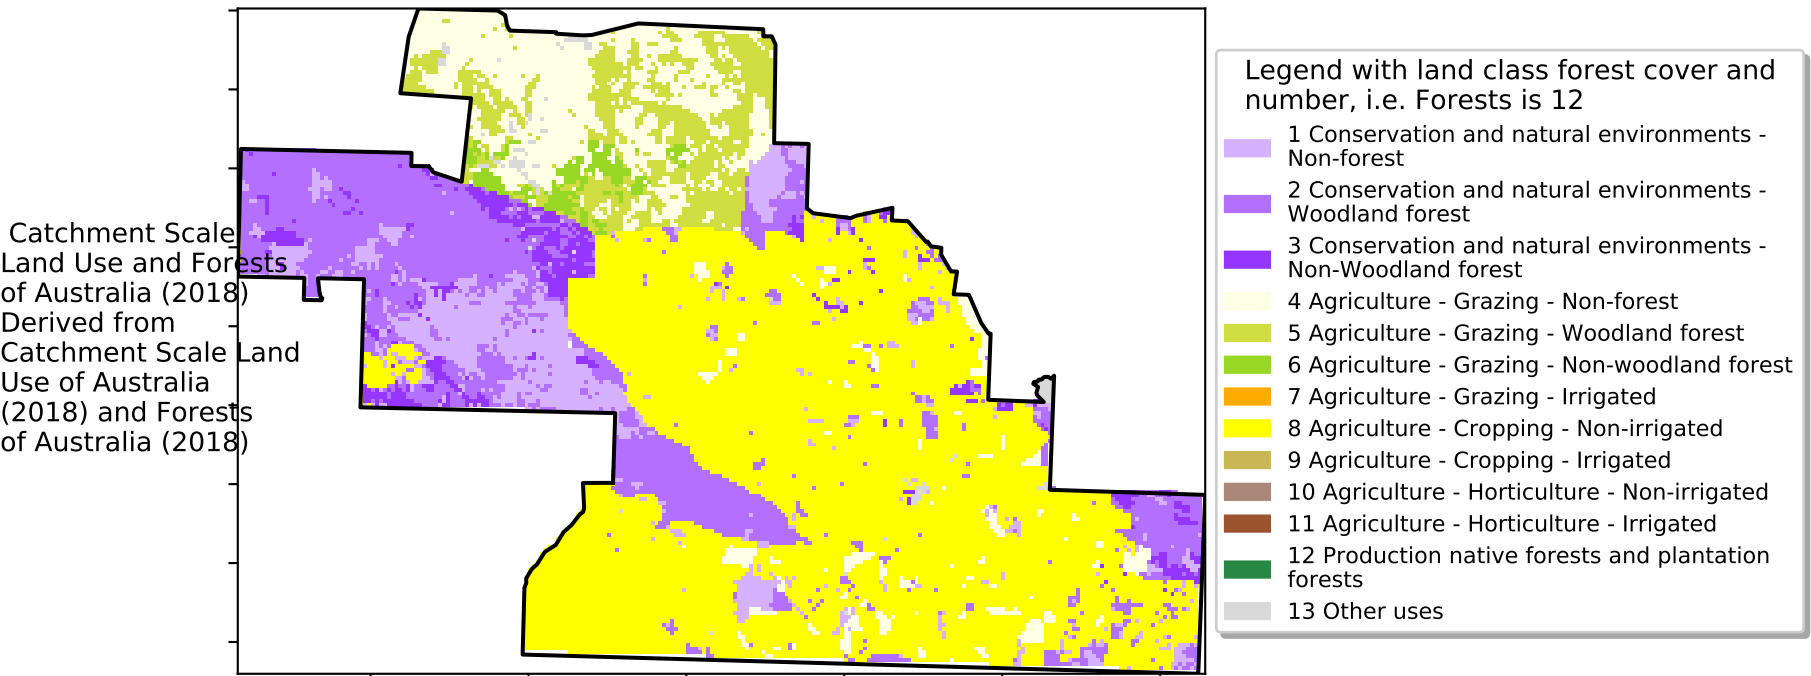 Catchment Scale
Land Use and Forests
of Australia (2018)
Derived from
Catchment Scale Land
Use of Australia
(2018) and Forests
of Australia (2018)
Legend with land class forest cover and
number, i.e. Forests is 12
1 Conservation and natural environments -
Non-forest
2 Conservation and natural environments -
Woodland forest
3 Conservation and natural environments -
Non-Woodland forest
4 Agriculture - Grazing - Non-forest
5 Agriculture - Grazing - Woodland forest
6 Agriculture - Grazing - Non-woodland forest
7 Agriculture - Grazing - Irrigated
8 Agriculture - Cropping - Non-irrigated
9 Agriculture - Cropping - Irrigated
10 Agriculture - Horticulture - Non-irrigated
11 Agriculture - Horticulture - Irrigated
12 Production native forests and plantation
forests
13 Other uses